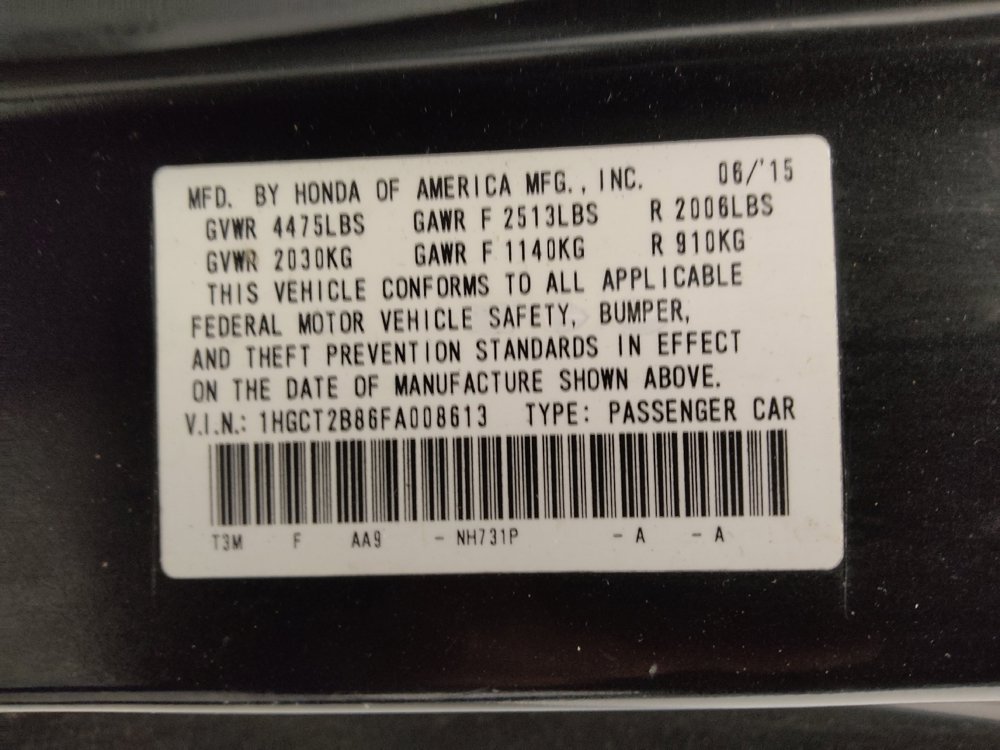 MFD. BY HONDA OF AMERICA MFG., INC. 06/'15
GVWR 4475LBS GAWR F 2513LBS R 2006LBS
GVWR 2030KG GAWR F 1140KG R 910KG
THIS VEHICLE CONFORMS TO ALL APPLICABLE
FEDERAL MOTOR VEHICLE SAFETY, BUMPER,
AND THEFT PREVENTION STANDARDS IN EFFECT
ON THE DATE OF MANUFACTURE SHOWN ABOVE.
V.I.N.: 1HGCT2B86FA008613 TYPE: PASSENGER CAR
T3M F AA9 - NH731P - A - A